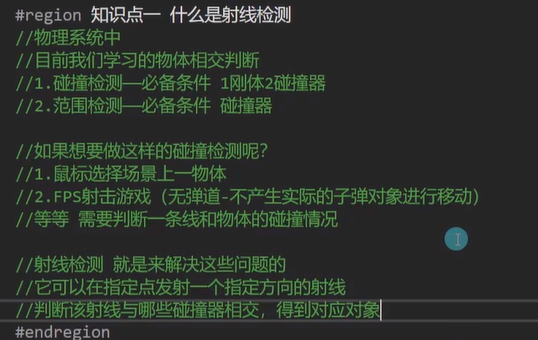 #region 知识点一 什么是射线检测
//物理系统中
//目前我们学习的物体相交判断
//1.碰撞检测——必备条件 1刚体2碰撞器
//2.范围检测——必备条件 碰撞器
//如果想要做这样的碰撞检测呢?
//1.鼠标选择场景上一物体
//2.FPS射击游戏（无弹道-不产生实际的子弹对象进行移动）
//等等 需要判断一条线和物体的碰撞情况
//射线检测 就是来解决这些问题的
//它可以在指定点发射一个指定方向的射线
//判断该射线与哪些碰撞器相交，得到对应对象
#endregion